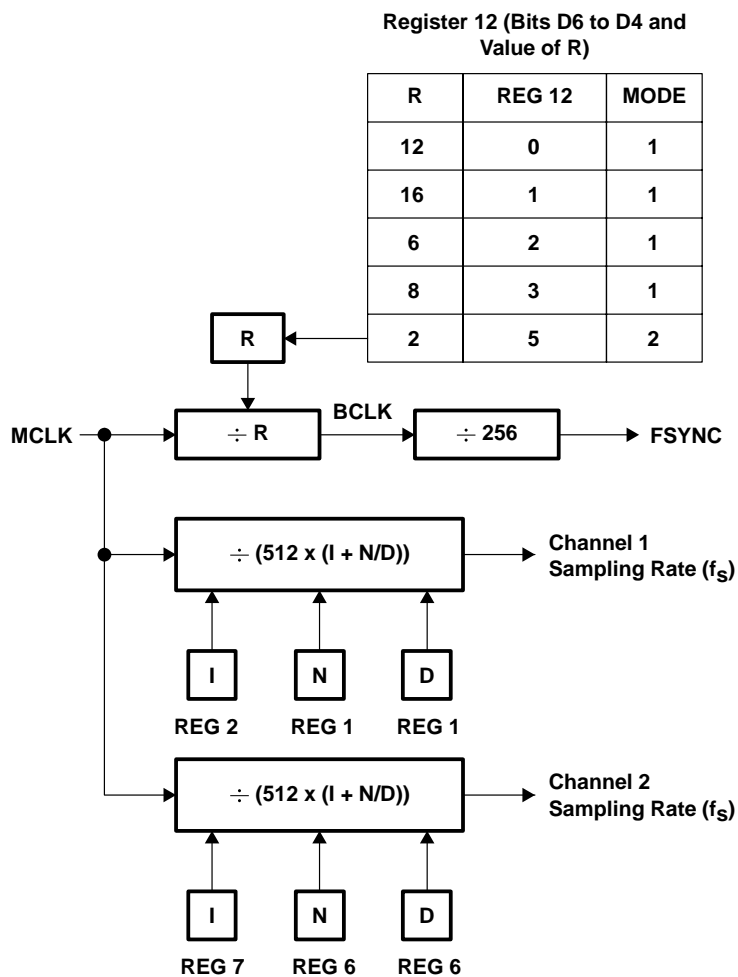 Register 12 (Bits D6 to D4 and
Value of R)
R REG 12 MODE
12 0 1
16 1 1
6 2 1
8 3 1
2 5 2
R
MCLK
÷ R
BCLK
÷ 256
FSYNC
÷ (512 x (I + N/D))
Channel 1
Sampling Rate (fs)
I N D
REG 2 REG 1 REG 1
÷ (512 x (I + N/D))
Channel 2
Sampling Rate (fs)
I N D
REG 7 REG 6 REG 6